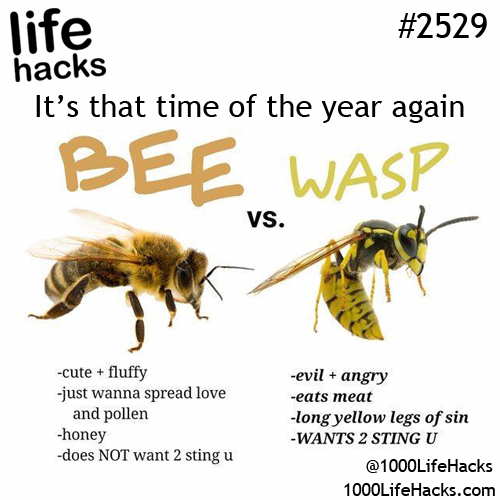 life
hacks
#2529
It's that time of the year again
BEE
vs.
WASP
-cute + fluffy
-just wanna spread love
and pollen
-honey
-does NOT want 2 sting u
-evil + angry
-eats meat
-long yellow legs of sin
-WANTS 2 STING U
@1000LifeHacks
1000LifeHacks.com